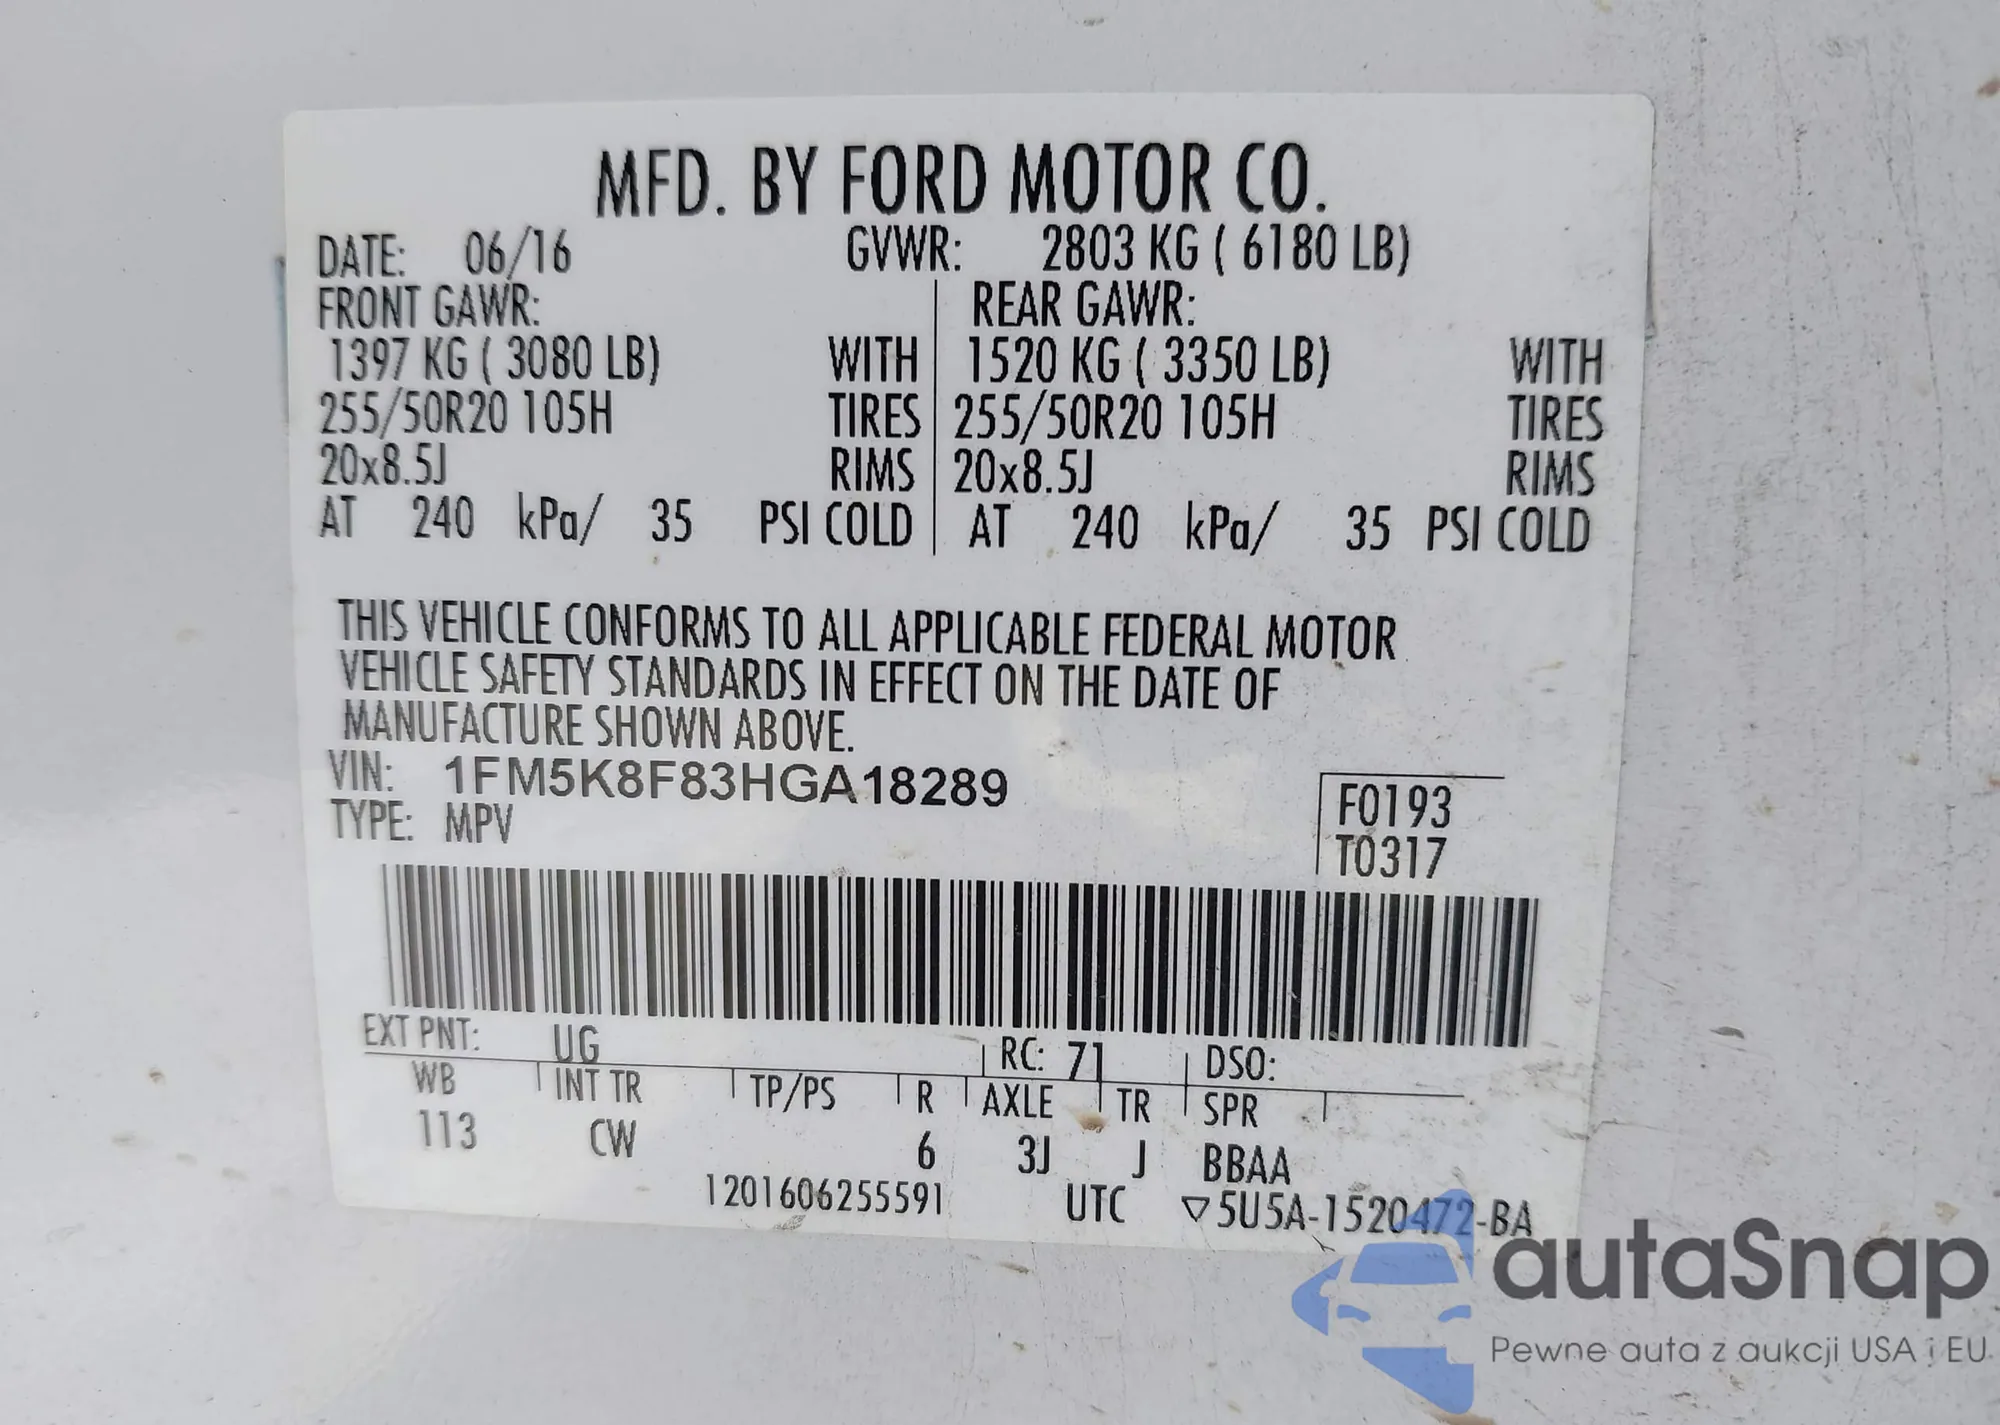 MFD. BY FORD MOTOR CO.
DATE: 06/16 GVWR: 2803 KG ( 6180 LB)
FRONT GAWR: REAR GAWR:
1397 KG ( 3080 LB) WITH 1520 KG ( 3350 LB) WITH
255/50R20 105H TIRES 255/50R20 105H TIRES
20x8.5J RIMS 20x8.5J RIMS
AT 240 kPa/ 35 PSI COLD AT 240 kPa/ 35 PSI COLD
THIS VEHICLE CONFORMS TO ALL APPLICABLE FEDERAL MOTOR
VEHICLE SAFETY STANDARDS IN EFFECT ON THE DATE OF
MANUFACTURE SHOWN ABOVE.
VIN: 1FM5K8F83HGA18289
TYPE: MPV
F0193
T0317
EXT PNT: UG RC: 71 DSO:
WB INT TR TP/PS R AXLE TR SPR
113 CW 6 3J J BBAA
1201606255591 UTC ▽5U5A-1520472-BA
autaSnap
Pewne auta z aukcji USA i EU